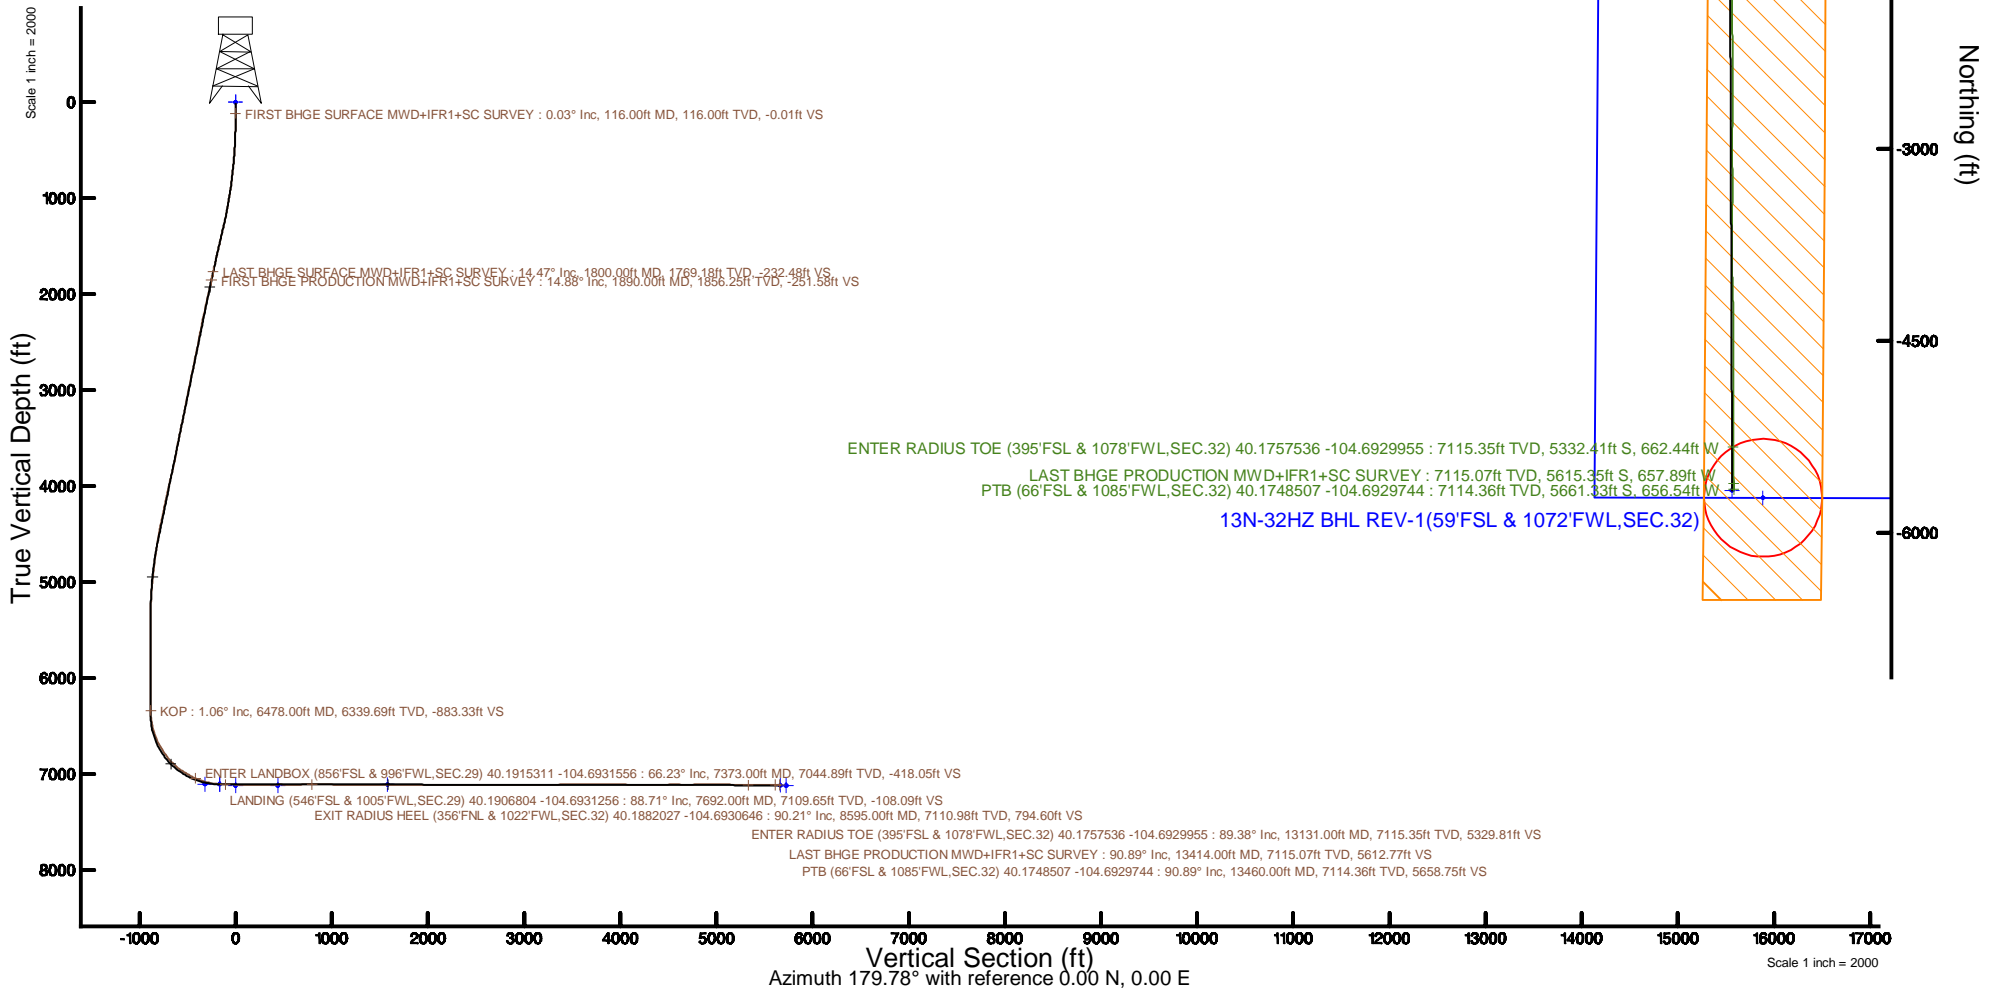 Scale 1 inch = 2000
True Vertical Depth (ft)
0
1000
2000
3000
4000
5000
6000
7000
8000
FIRST BHGE SURFACE MWD+IFR1+SC SURVEY : 0.03° Inc, 116.00ft MD, 116.00ft TVD, -0.01ft VS
LAST BHGE SURFACE MWD+IFR1+SC SURVEY : 14.47° Inc, 1800.00ft MD, 1769.18ft TVD, -232.48ft VS
FIRST BHGE PRODUCTION MWD+IFR1+SC SURVEY : 14.88° Inc, 1890.00ft MD, 1856.25ft TVD, -251.58ft VS
KOP : 1.06° Inc, 6478.00ft MD, 6339.69ft TVD, -883.33ft VS
ENTER LANDBOX (856'FSL & 996'FWL,SEC.29) 40.1915311 -104.6931556 : 66.23° Inc, 7373.00ft MD, 7044.89ft TVD, -418.05ft VS
LANDING (546'FSL & 1005'FWL,SEC.29) 40.1906804 -104.6931256 : 88.71° Inc, 7692.00ft MD, 7109.65ft TVD, -108.09ft VS
EXIT RADIUS HEEL (356'FNL & 1022'FWL,SEC.32) 40.1882027 -104.6930646 : 90.21° Inc, 8595.00ft MD, 7110.98ft TVD, 794.60ft VS
ENTER RADIUS TOE (395'FSL & 1078'FWL,SEC.32) 40.1757536 -104.6929955 : 89.38° Inc, 13131.00ft MD, 7115.35ft TVD, 5329.81ft VS
LAST BHGE PRODUCTION MWD+IFR1+SC SURVEY : 90.89° Inc, 13414.00ft MD, 7115.07ft TVD, 5612.77ft VS
PTB (66'FSL & 1085'FWL,SEC.32) 40.1748507 -104.6929744 : 90.89° Inc, 13460.00ft MD, 7114.36ft TVD, 5658.75ft VS
-1000 0 1000 2000 3000 4000 5000 6000 7000 8000 9000 10000 11000 12000 13000 14000 15000 16000 17000
Vertical Section (ft)
Azimuth 179.78° with reference 0.00 N, 0.00 E
Scale 1 inch = 2000
ENTER RADIUS TOE (395'FSL & 1078'FWL,SEC.32) 40.1757536 -104.6929955 : 7115.35ft TVD, 5332.41ft S, 662.44ft W
LAST BHGE PRODUCTION MWD+IFR1+SC SURVEY : 7115.07ft TVD, 5615.35ft S, 657.89ft W
PTB (66'FSL & 1085'FWL,SEC.32) 40.1748507 -104.6929744 : 7114.36ft TVD, 5661.33ft S, 656.54ft W
13N-32HZ BHL REV-1(59'FSL & 1072'FWL,SEC.32)
-3000
-4500
-6000
Northing (ft)